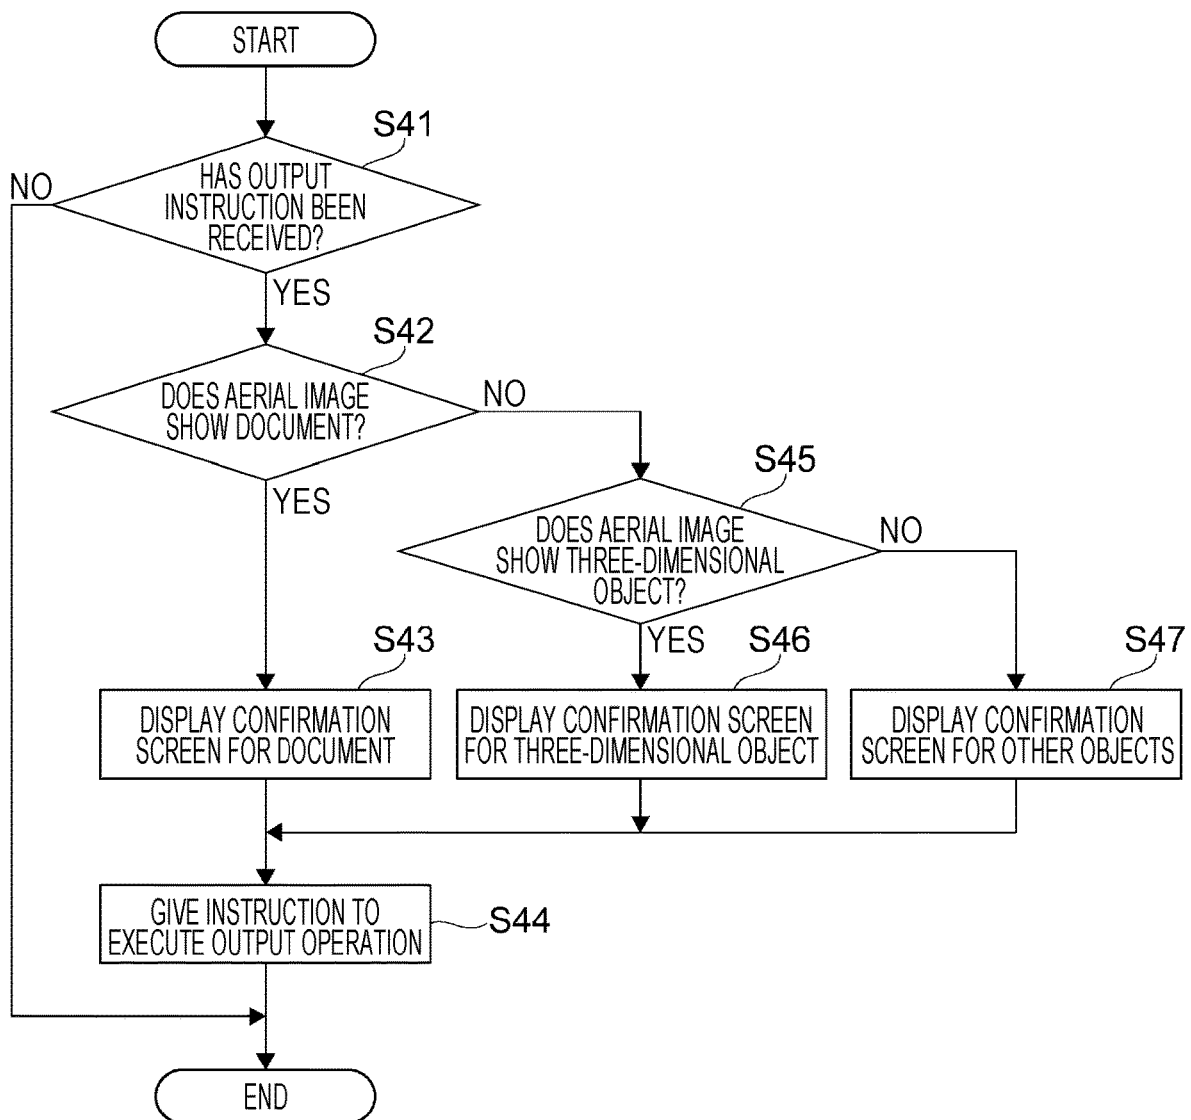 START
S41
NO
HAS OUTPUT
INSTRUCTION BEEN
RECEIVED?
YES
S42
DOES AERIAL IMAGE
SHOW DOCUMENT?
NO
YES
S45
DOES AERIAL IMAGE
SHOW THREE-DIMENSIONAL
OBJECT?
NO
YES
S43
DISPLAY CONFIRMATION
SCREEN FOR DOCUMENT
S46
DISPLAY CONFIRMATION SCREEN
FOR THREE-DIMENSIONAL OBJECT
S47
DISPLAY CONFIRMATION
SCREEN FOR OTHER OBJECTS
GIVE INSTRUCTION TO
EXECUTE OUTPUT OPERATION
S44
END